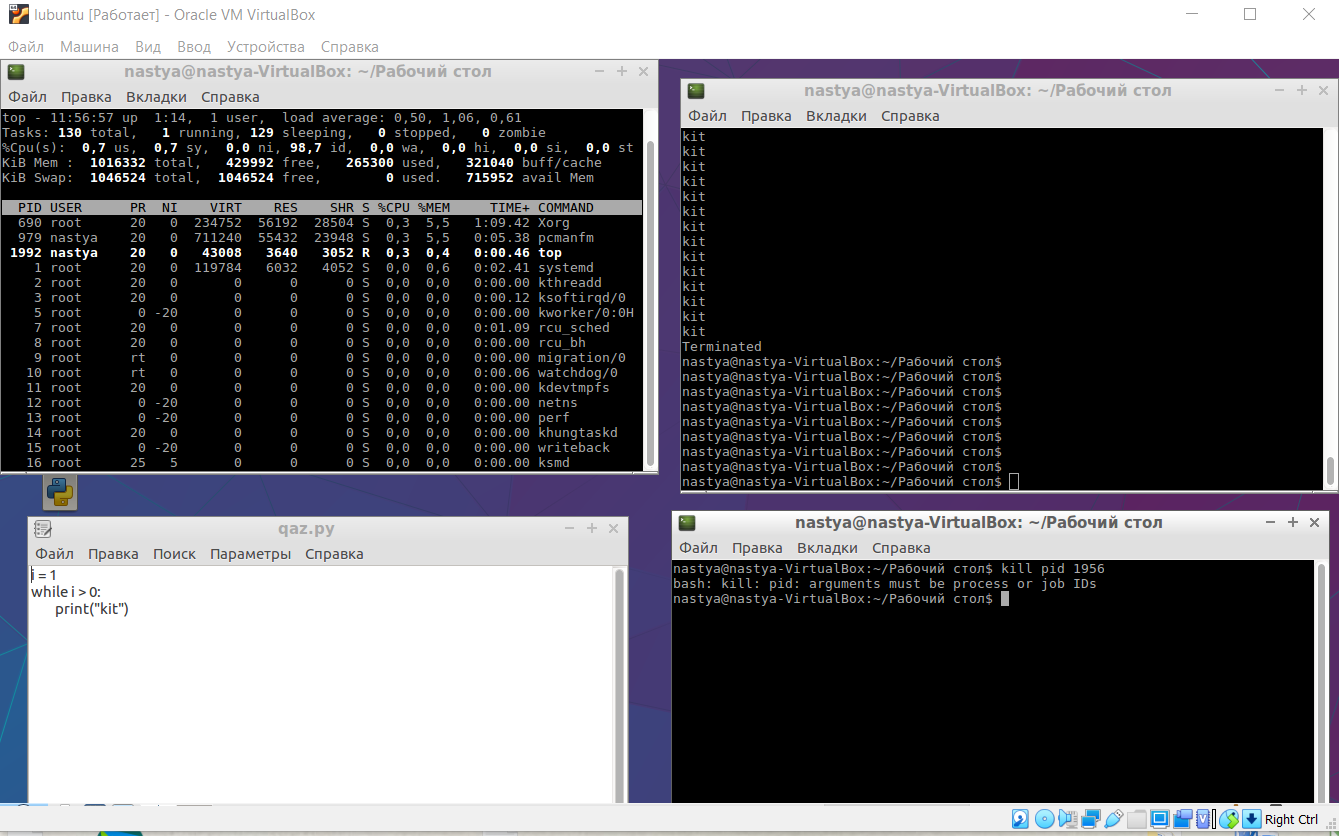 lubuntu [Работает] - Oracle VM VirtualBox
Файл Машина Вид Ввод Устройства Справка
nastya@nastya-VirtualBox: ~/Рабочий стол
Файл Правка Вкладки Справка
top - 11:56:57 up  1:14,  1 user,  load average: 0,50, 1,06, 0,61
Tasks: 130 total,   1 running, 129 sleeping,   0 stopped,   0 zombie
%Cpu(s):  0,7 us,  0,7 sy,  0,0 ni, 98,7 id,  0,0 wa,  0,0 hi,  0,0 si,  0,0 st
KiB Mem :  1016332 total,   429992 free,   265300 used,   321040 buff/cache
KiB Swap:  1046524 total,  1046524 free,        0 used.   715952 avail Mem
PID USER PR NI VIRT RES SHR S %CPU %MEM TIME+ COMMAND
690 root 20 0 234752 56192 28504 S 0,3 5,5 1:09.42 Xorg
979 nastya 20 0 711240 55432 23948 S 0,3 5,5 0:05.38 pcmanfm
1992 nastya 20 0 43008 3640 3052 R 0,3 0,4 0:00.46 top
1 root 20 0 119784 6032 4052 S 0,0 0,6 0:02.41 systemd
2 root 20 0 0 0 0 S 0,0 0,0 0:00.00 kthreadd
3 root 20 0 0 0 0 S 0,0 0,0 0:00.12 ksoftirqd/0
5 root 0 -20 0 0 0 S 0,0 0,0 0:00.00 kworker/0:0H
7 root 20 0 0 0 0 S 0,0 0,0 0:01.09 rcu_sched
8 root 20 0 0 0 0 S 0,0 0,0 0:00.00 rcu_bh
9 root rt 0 0 0 0 S 0,0 0,0 0:00.00 migration/0
10 root rt 0 0 0 0 S 0,0 0,0 0:00.06 watchdog/0
11 root 20 0 0 0 0 S 0,0 0,0 0:00.00 kdevtmpfs
12 root 0 -20 0 0 0 S 0,0 0,0 0:00.00 netns
13 root 0 -20 0 0 0 S 0,0 0,0 0:00.00 perf
14 root 20 0 0 0 0 S 0,0 0,0 0:00.00 khungtaskd
15 root 0 -20 0 0 0 S 0,0 0,0 0:00.00 writeback
16 root 25 5 0 0 0 S 0,0 0,0 0:00.00 ksmd
nastya@nastya-VirtualBox: ~/Рабочий стол
Файл Правка Вкладки Справка
kit
kit
kit
kit
kit
kit
kit
kit
kit
kit
kit
kit
kit
kit
Terminated
nastya@nastya-VirtualBox:~/Рабочий стол$
nastya@nastya-VirtualBox:~/Рабочий стол$
nastya@nastya-VirtualBox:~/Рабочий стол$
nastya@nastya-VirtualBox:~/Рабочий стол$
nastya@nastya-VirtualBox:~/Рабочий стол$
nastya@nastya-VirtualBox:~/Рабочий стол$
nastya@nastya-VirtualBox:~/Рабочий стол$
nastya@nastya-VirtualBox:~/Рабочий стол$
nastya@nastya-VirtualBox:~/Рабочий стол$
qaz.py
Файл Правка Поиск Параметры Справка
i = 1
while i > 0:
print("kit")
nastya@nastya-VirtualBox: ~/Рабочий стол
Файл Правка Вкладки Справка
nastya@nastya-VirtualBox:~/Рабочий стол$ kill pid 1956
bash: kill: pid: arguments must be process or job IDs
nastya@nastya-VirtualBox:~/Рабочий стол$
Right Ctrl